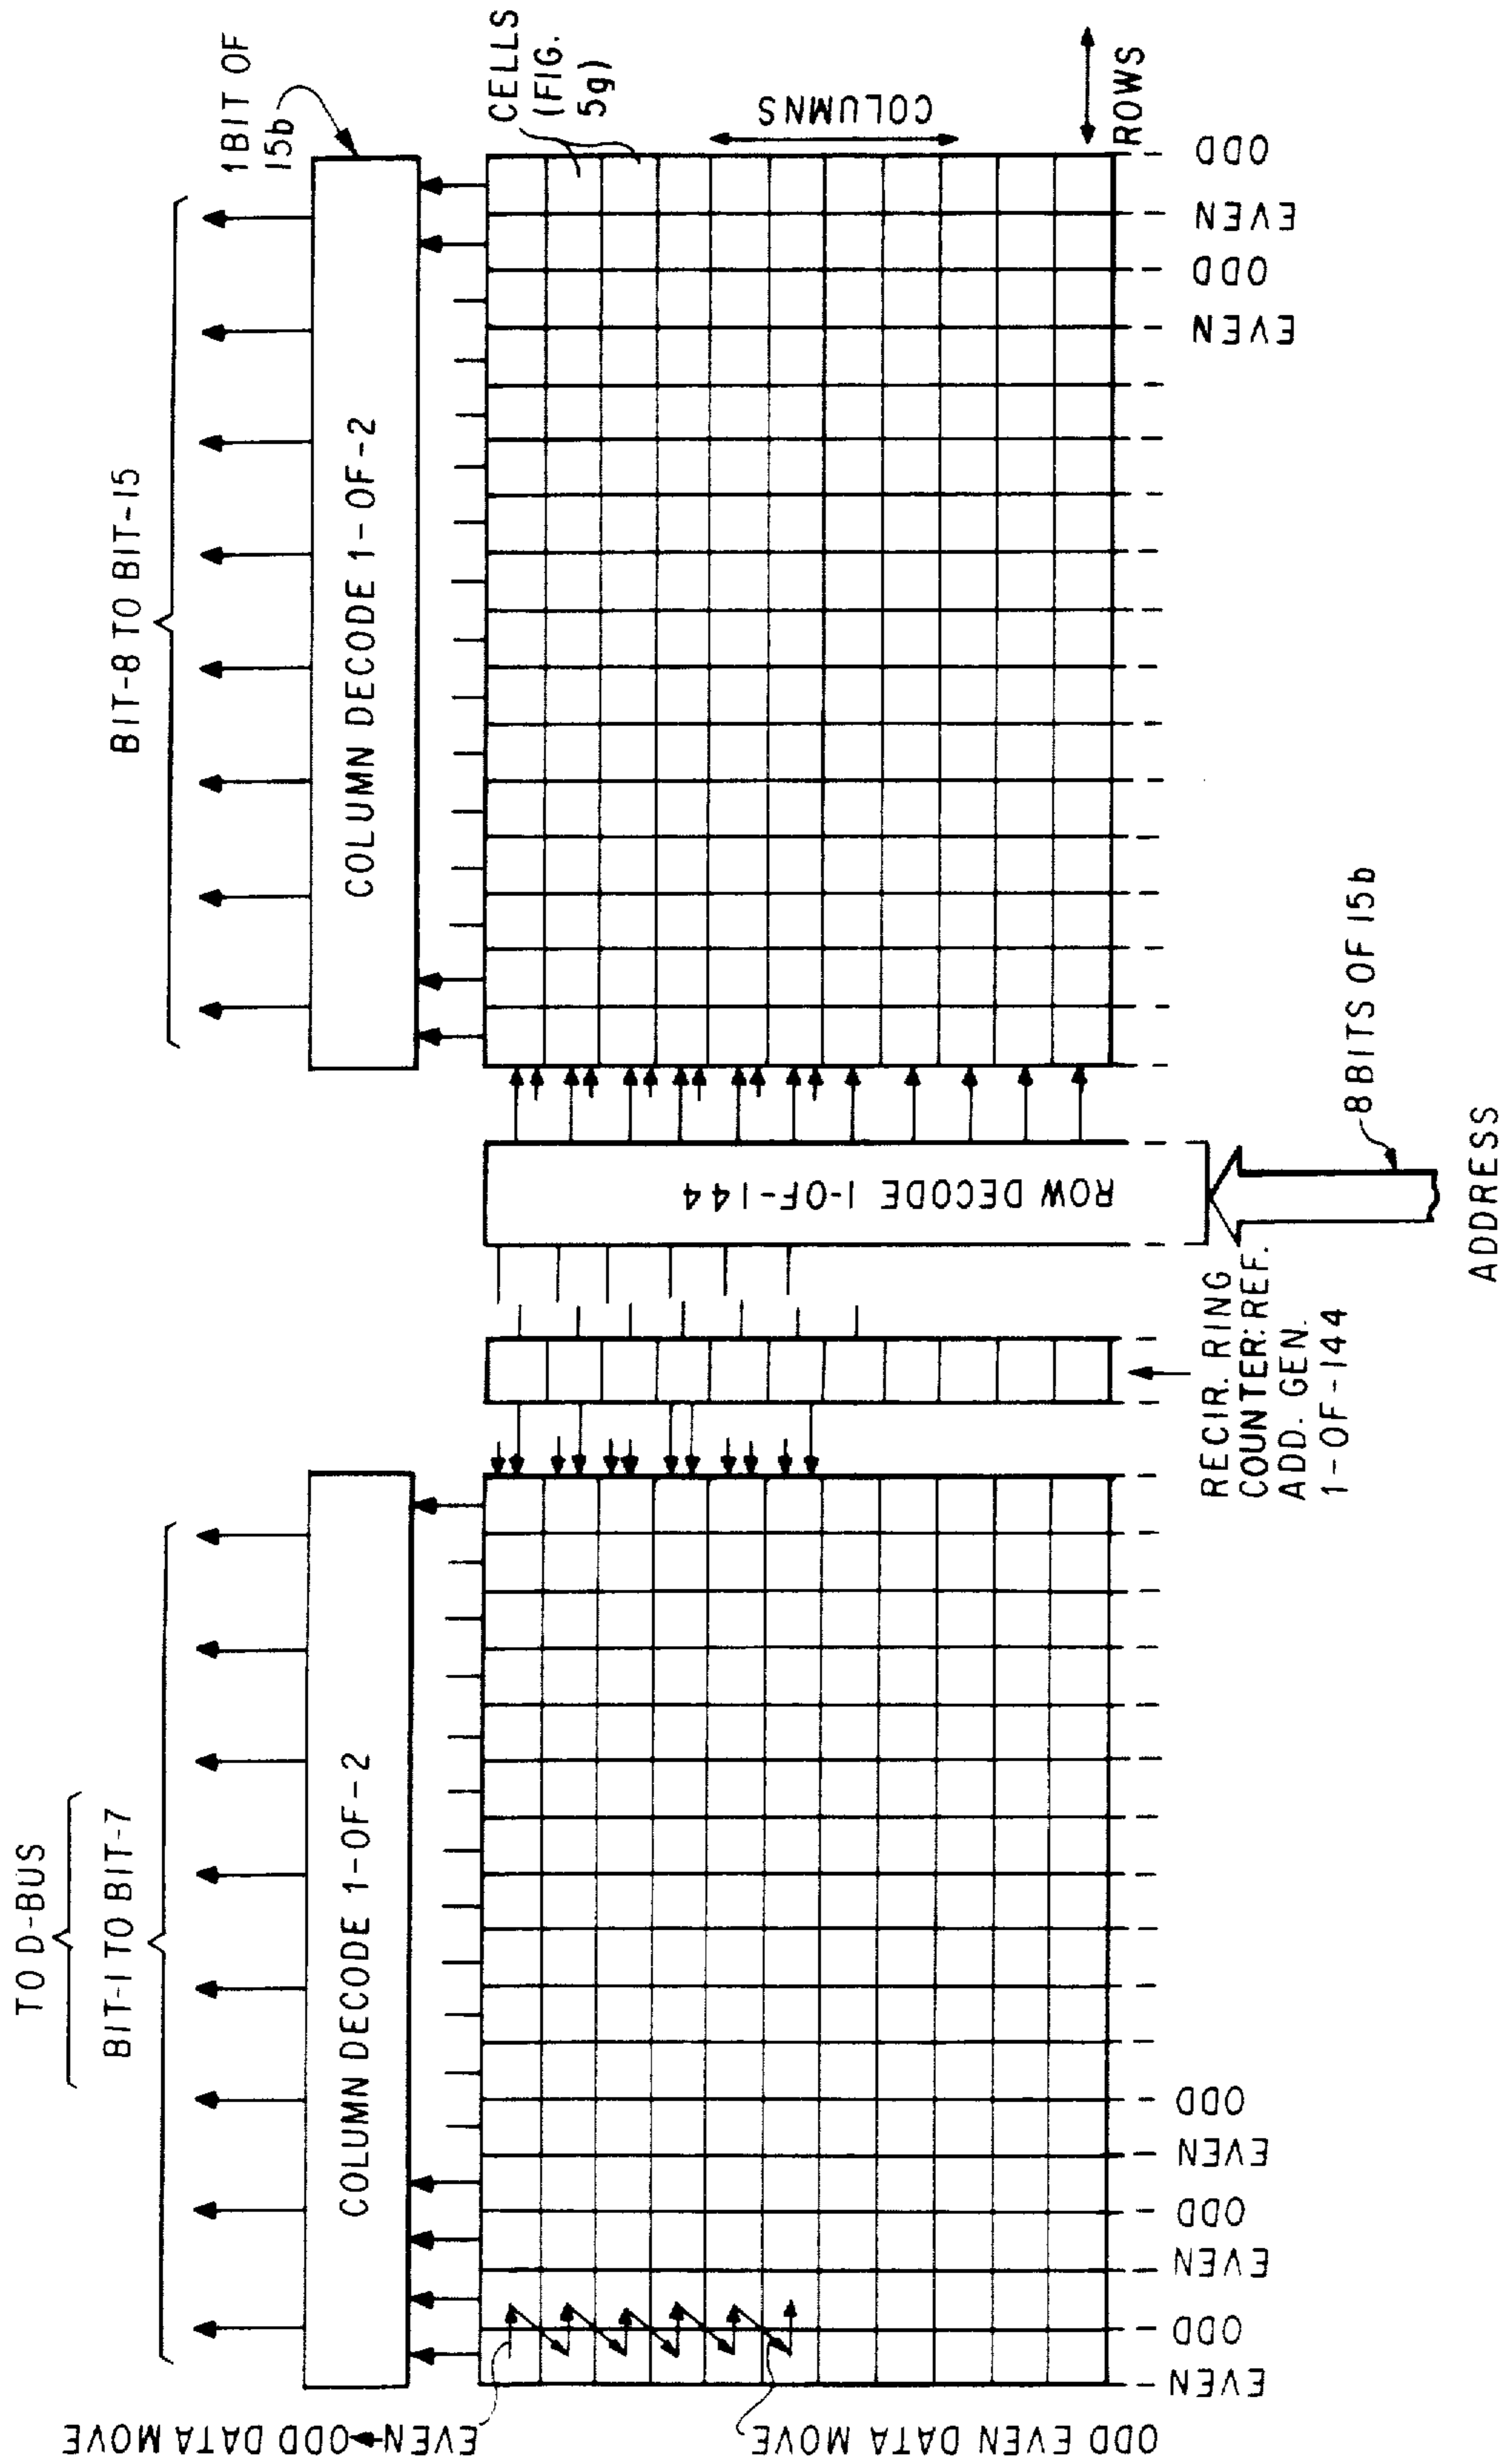 TO D-BUS
BIT-1 TO BIT-7
COLUMN DECODE 1-OF-2
BIT-8 TO BIT-15
COLUMN DECODE 1-OF-2
1 BIT OF
15b
CELLS
(FIG.
5g)
COLUMNS
ROWS
EVEN
ODD
EVEN
ODD
ROW DECODE 1-OF-144
8 BITS OF 15b
ADDRESS
RECIR. RING
COUNTER: REF.
ADD. GEN.
1-OF-144
EVEN
ODD
EVEN
ODD
EVEN
ODD
EVEN→ODD DATA MOVE
ODD EVEN DATA MOVE